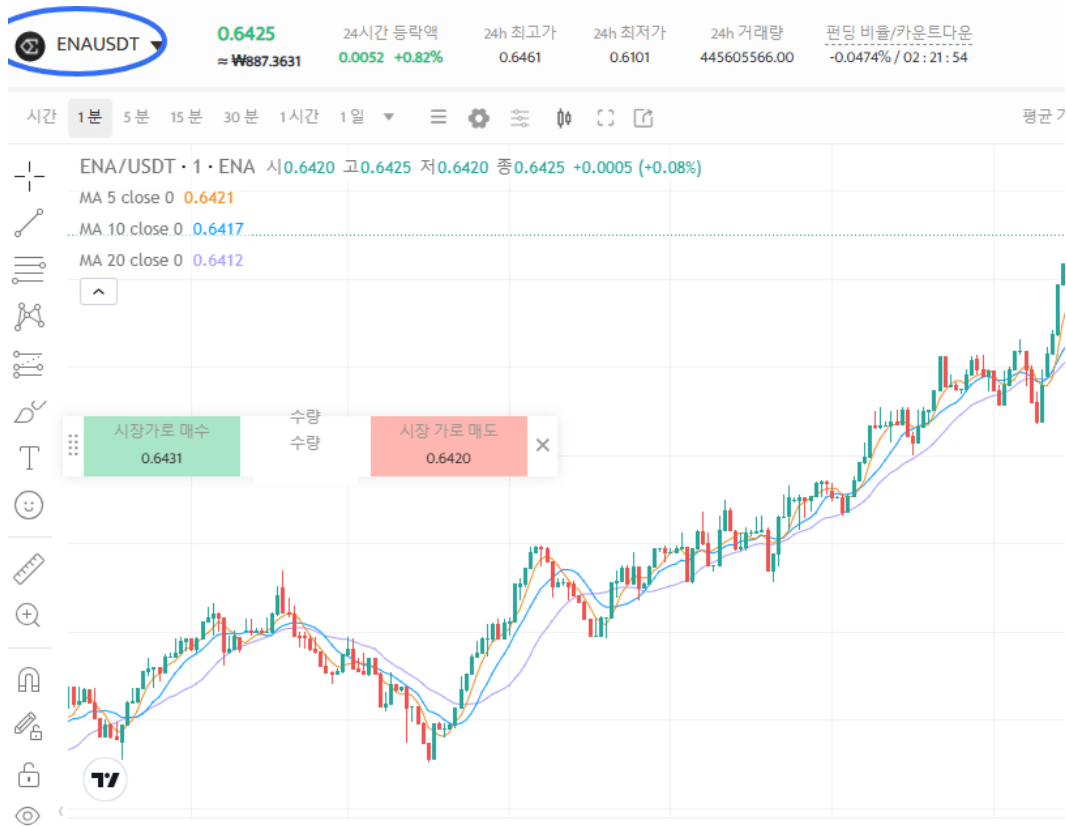 ENAUSDT
0.6425
≈ ₩887.3631
24시간 등락액
0.0052 +0.82%
24h 최고가
0.6461
24h 최저가
0.6101
24h 거래량
445605566.00
펀딩 비율/카운트다운
-0.0474% / 02 : 21 : 54
시간 1분 5분 15분 30분 1시간 1일
평균
ENA/USDT · 1 · ENA 시0.6420 고0.6425 저0.6420 종0.6425 +0.0005 (+0.08%)
MA 5 close 0 0.6421
MA 10 close 0 0.6417
MA 20 close 0 0.6412
시장가로 매수
0.6431
수량
수량
시장 가로 매도
0.6420